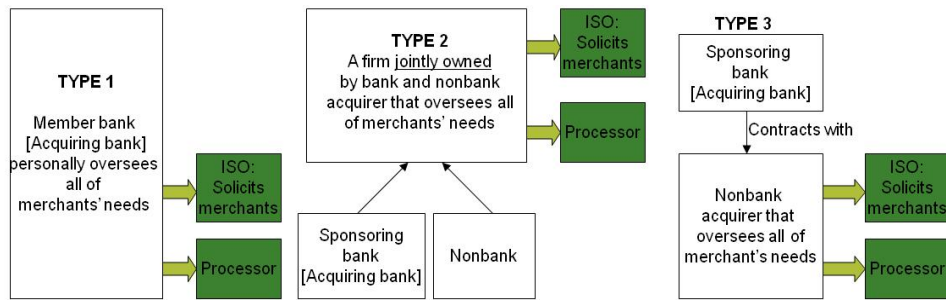 TYPE 1
Member bank
[Acquiring bank]
personally oversees
all of
merchants' needs
ISO:
Solicits
merchants
Processor
TYPE 2
A firm jointly owned
by bank and nonbank
acquirer that oversees all
of merchants' needs
ISO:
Solicits
merchants
Processor
Sponsoring
bank
[Acquiring bank]
Nonbank
TYPE 3
Sponsoring
bank
[Acquiring bank]
Contracts with
Nonbank
acquirer that
oversees all of
merchant's needs
ISO:
Solicits
merchants
Processor